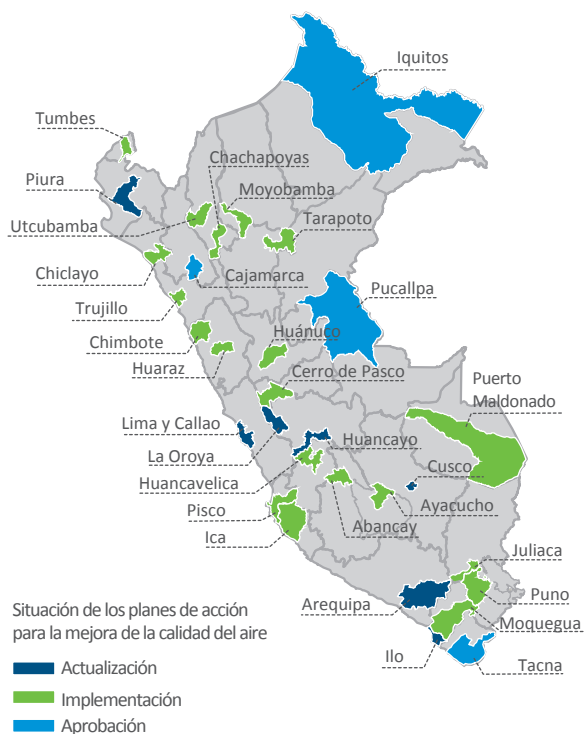 Iquitos
Tumbes
Chachapoyas
Piura
Moyobamba
Utcubamba
Tarapoto
Chiclayo
Cajamarca
Pucallpa
Trujillo
Chimbote
Huánuco
Huaraz
Cerro de Pasco
Puerto
Maldonado
Lima y Callao
Huancayo
La Oroya
Cusco
Huancavelica
Pisco
Ayacucho
Abancay
Ica
Juliaca
Arequipa
Puno
Moquegua
Ilo
Tacna
Situación de los planes de acción
para la mejora de la calidad del aire
Actualización
Implementación
Aprobación